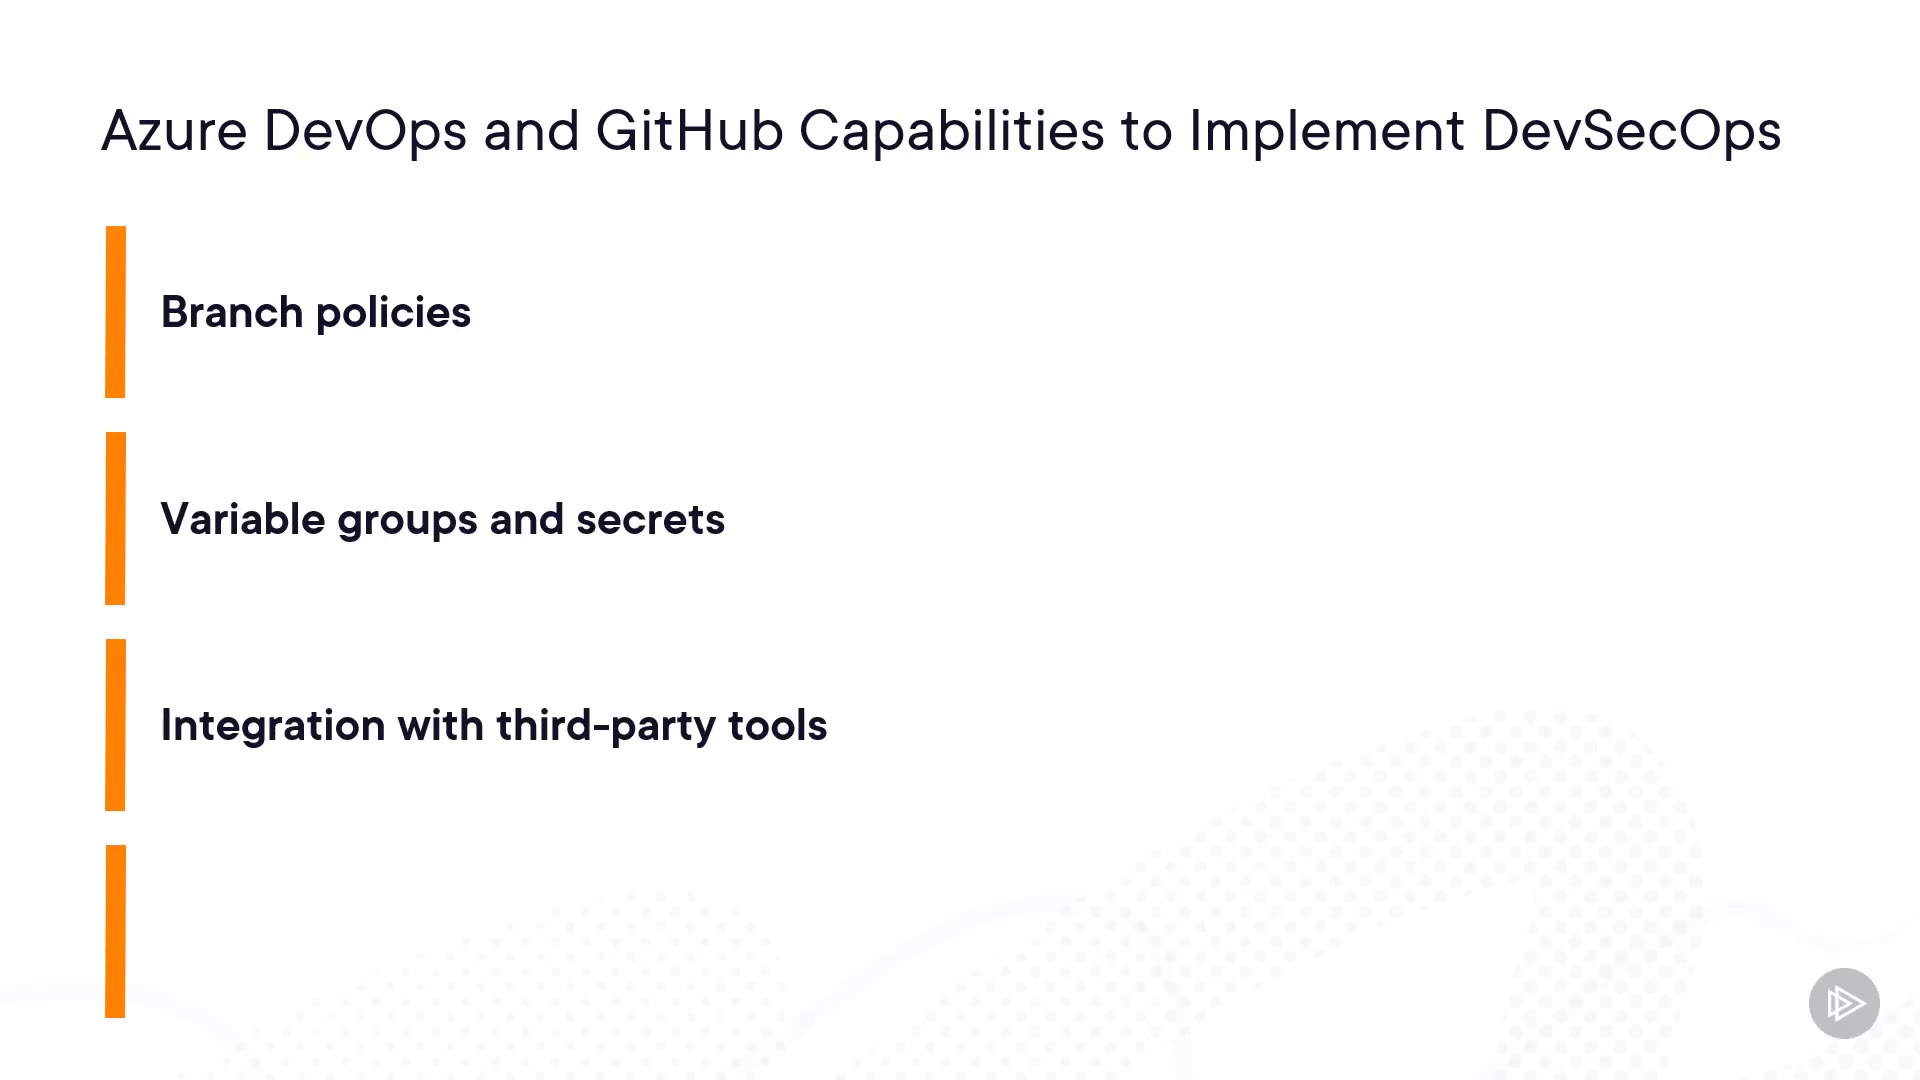 Azure DevOps and GitHub Capabilities to Implement DevSecOps
Branch policies
Variable groups and secrets
Integration with third-party tools